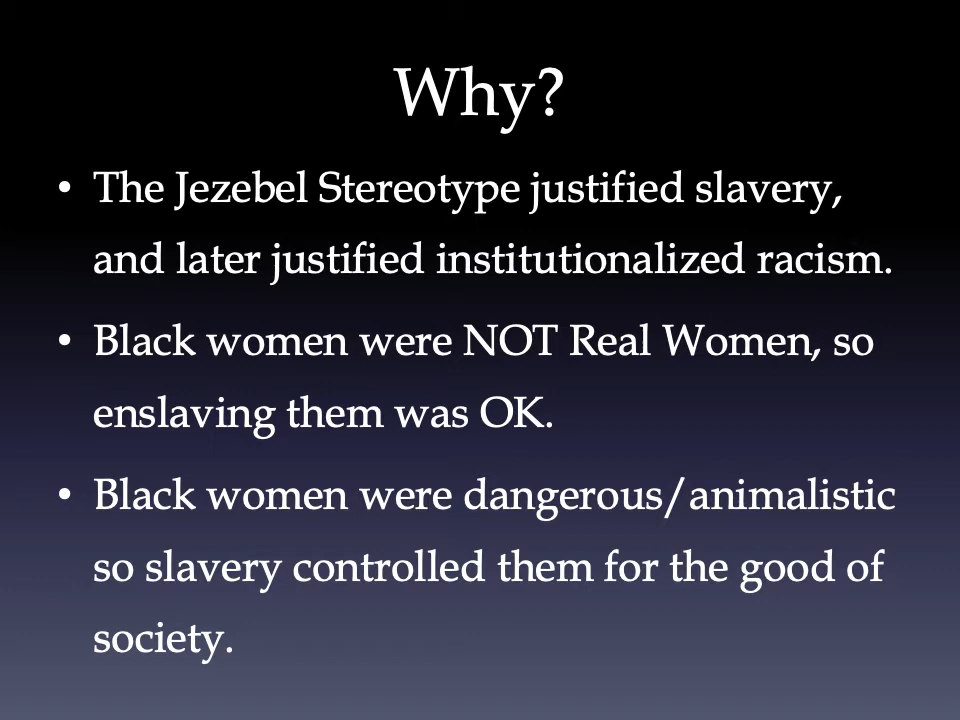 Why?
• The Jezebel Stereotype justified slavery,
and later justified institutionalized racism.
• Black women were NOT Real Women, so
enslaving them was OK.
• Black women were dangerous/animalistic
so slavery controlled them for the good of
society.